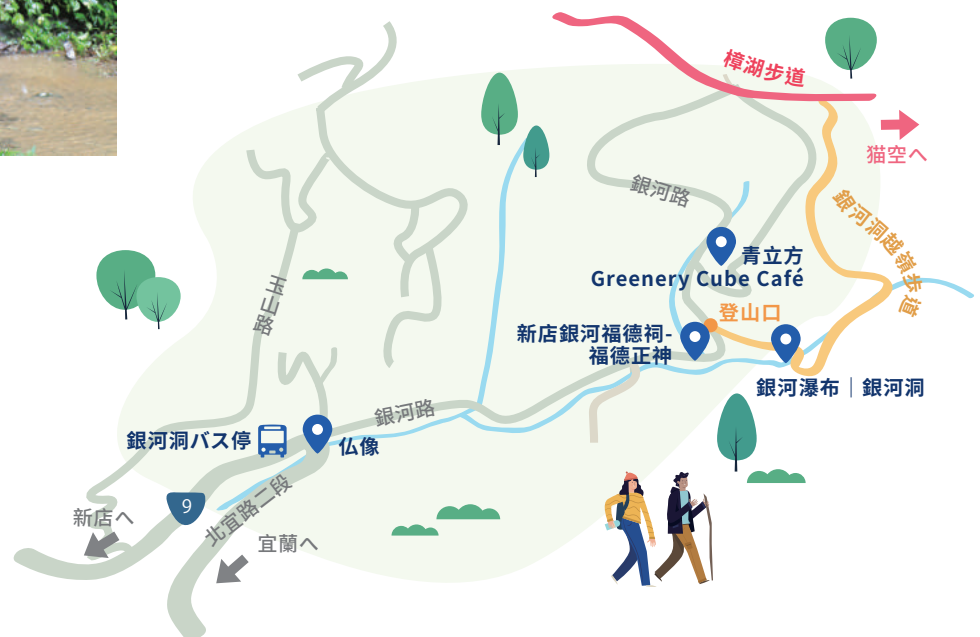 樟湖歩道
猫空へ
銀河路
銀河洞越嶺歩道
青立方
Greenery Cube Café
玉山路
登山口
新店銀河福德祠-
福德正神
銀河瀑布｜銀河洞
銀河路
銀河洞バス停
仏像
9
北宜路二段
新店へ
宜蘭へ